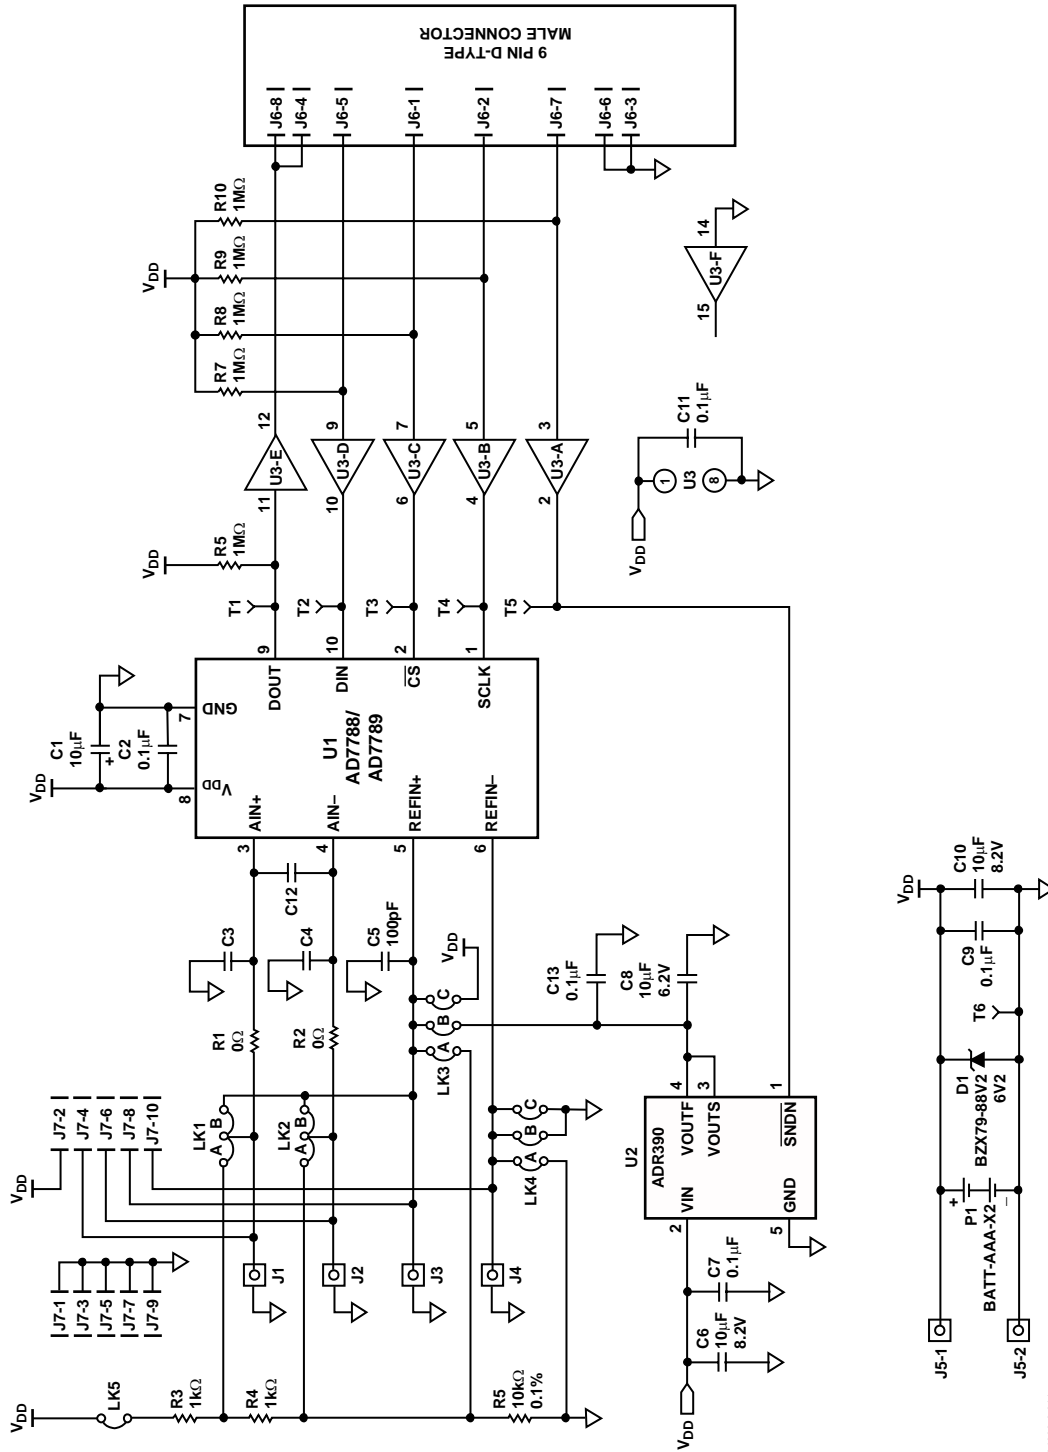 9 PIN D-TYPE
MALE CONNECTOR
J6-8
J6-4
J6-5
J6-1
J6-2
J6-7
J6-6
J6-3
VDD
R7
1MΩ
R8
1MΩ
R9
1MΩ
R10
1MΩ
U3-E
11
12
U3-D
10
9
U3-C
6
7
U3-B
4
5
U3-A
2
3
U3-F
15
14
VDD
R5
1MΩ
VDD
1
U3
8
C11
0.1µF
T1
T2
T3
T4
T5
9
10
2
1
U1
AD7788/
AD7789
DOUT
DIN
CS
SCLK
GND
7
VDD
8
AIN+
3
AIN–
4
REFIN+
5
REFIN–
6
VDD
C1
10µF
+
C2
0.1µF
C12
C3
C4
C5
100pF
R1
0Ω
R2
0Ω
VDD
A
B
C
LK3
LK1
A
B
LK2
A
B
LK4
A
B
C
C13
0.1µF
C8
10µF
6.2V
VDD
J7-2
J7-4
J7-6
J7-8
J7-10
J7-1
J7-3
J7-5
J7-7
J7-9
J1
J2
J3
J4
VDD
LK5
R3
1kΩ
R4
1kΩ
R5
10kΩ
0.1%
U2
ADR390
VIN
2
GND
5
VOUTF
4
VOUTS
3
SNDN
1
VDD
C6
10µF
8.2V
C7
0.1µF
J5-1
J5-2
+
P1
–
BATT-AAA-X2
D1
BZX79-88V2
6V2
T6
C9
0.1µF
C10
10µF
8.2V
VDD